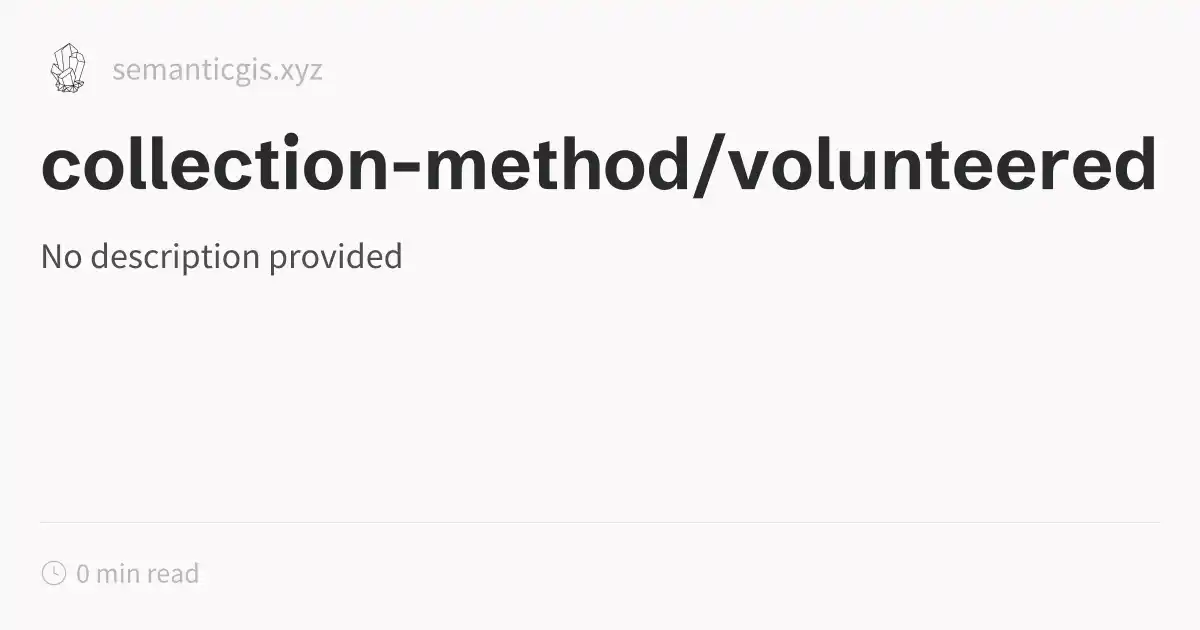 semanticgis.xyz
collection-method/volunteered
No description provided
0 min read